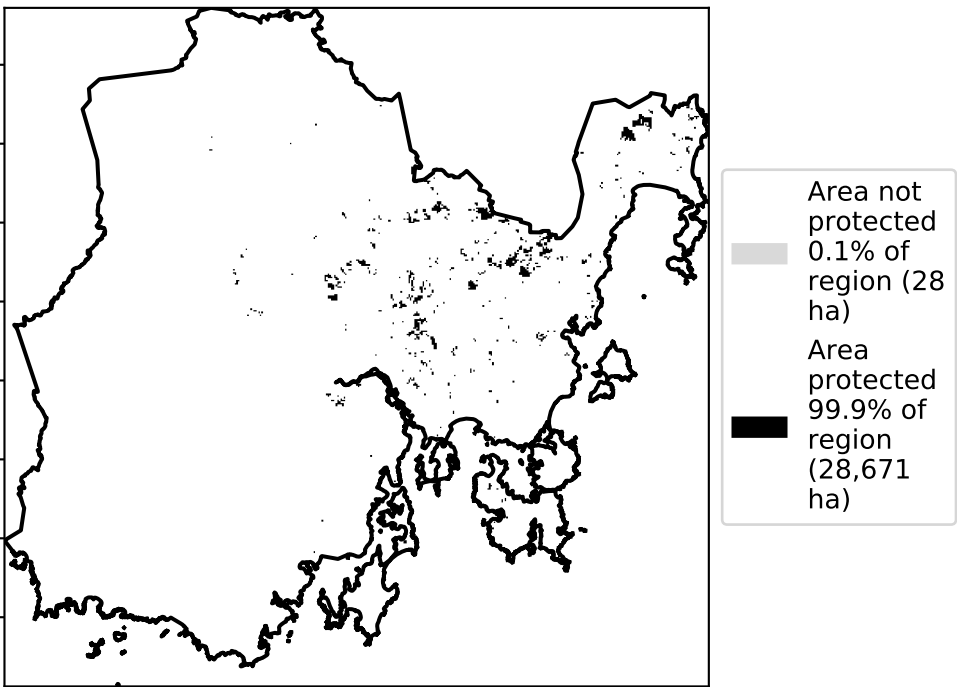 Area not
protected
0.1% of
region (28
ha)
Area
protected
99.9% of
region
(28,671
ha)